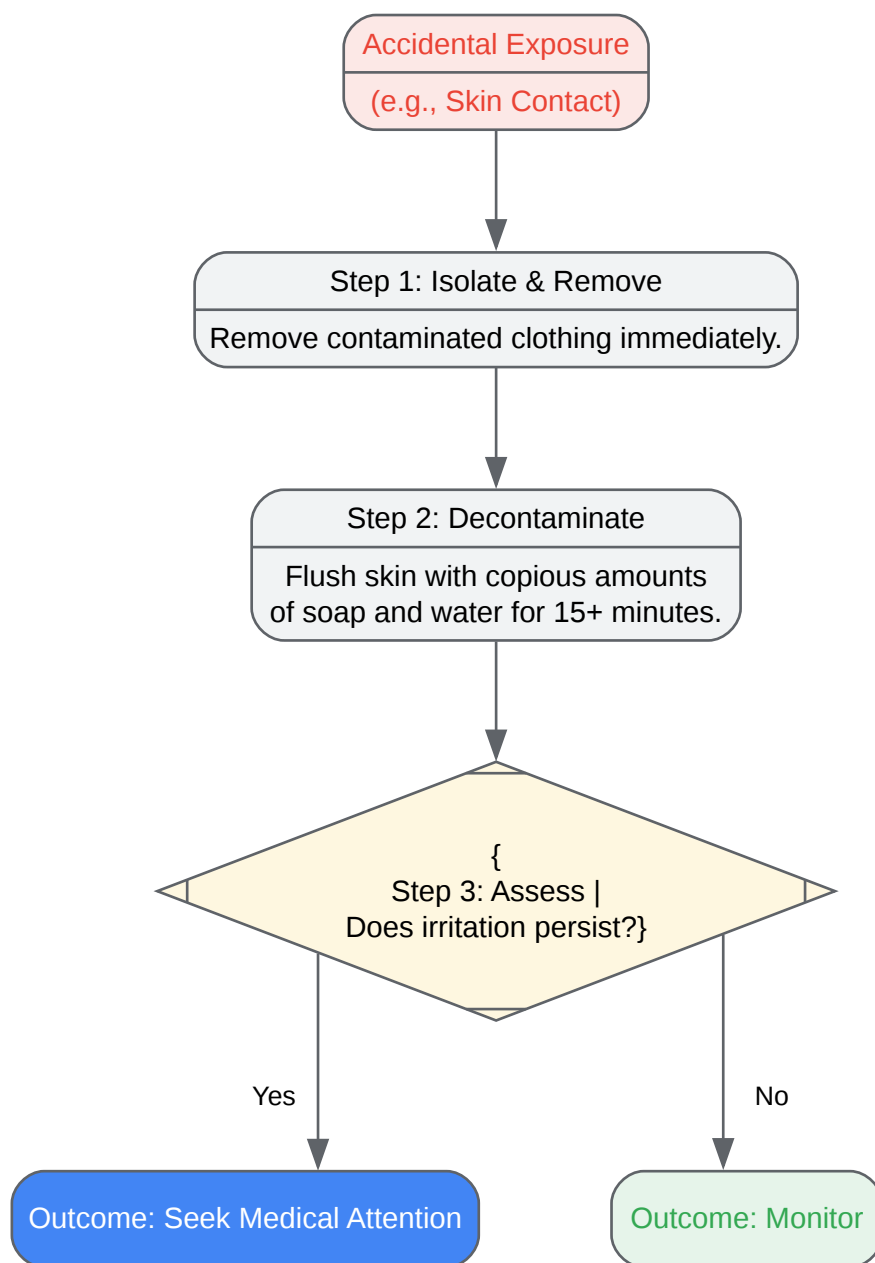 Accidental Exposure
(e.g., Skin Contact)
Step 1: Isolate & Remove
Remove contaminated clothing immediately.
Step 2: Decontaminate
Flush skin with copious amounts
of soap and water for 15+ minutes.
{
Step 3: Assess |
Does irritation persist?}
Yes
No
Outcome: Seek Medical Attention
Outcome: Monitor